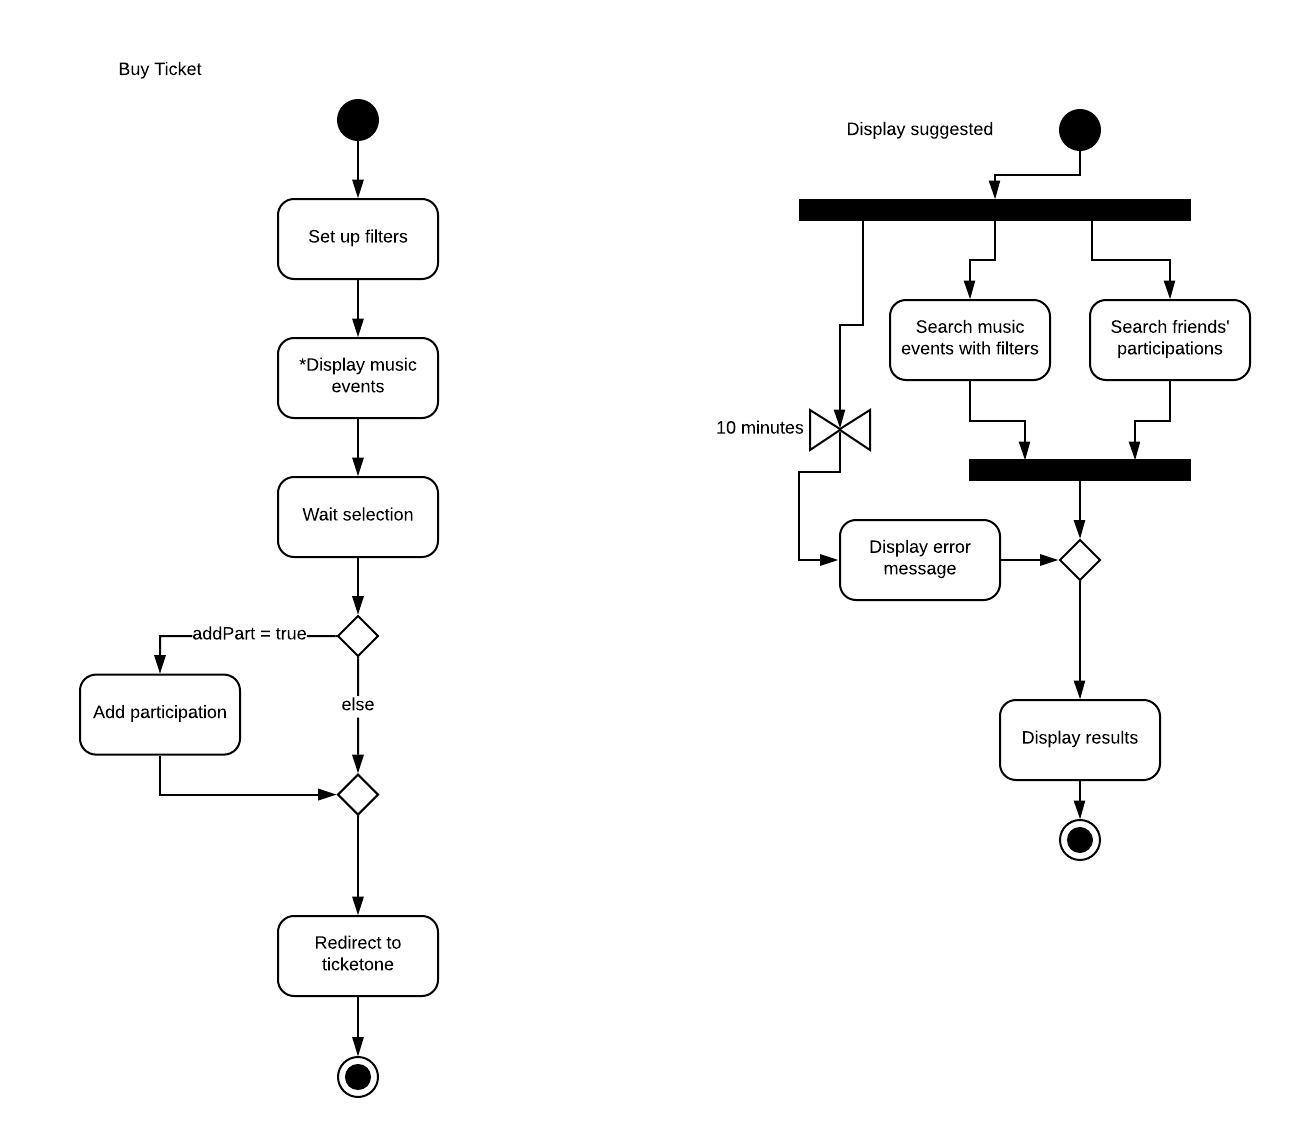 Buy Ticket
Set up filters
*Display music
events
Wait selection
addPart = true
Add participation
else
Redirect to
ticketone
Display suggested
Search music
events with filters
Search friends'
participations
10 minutes
Display error
message
Display results